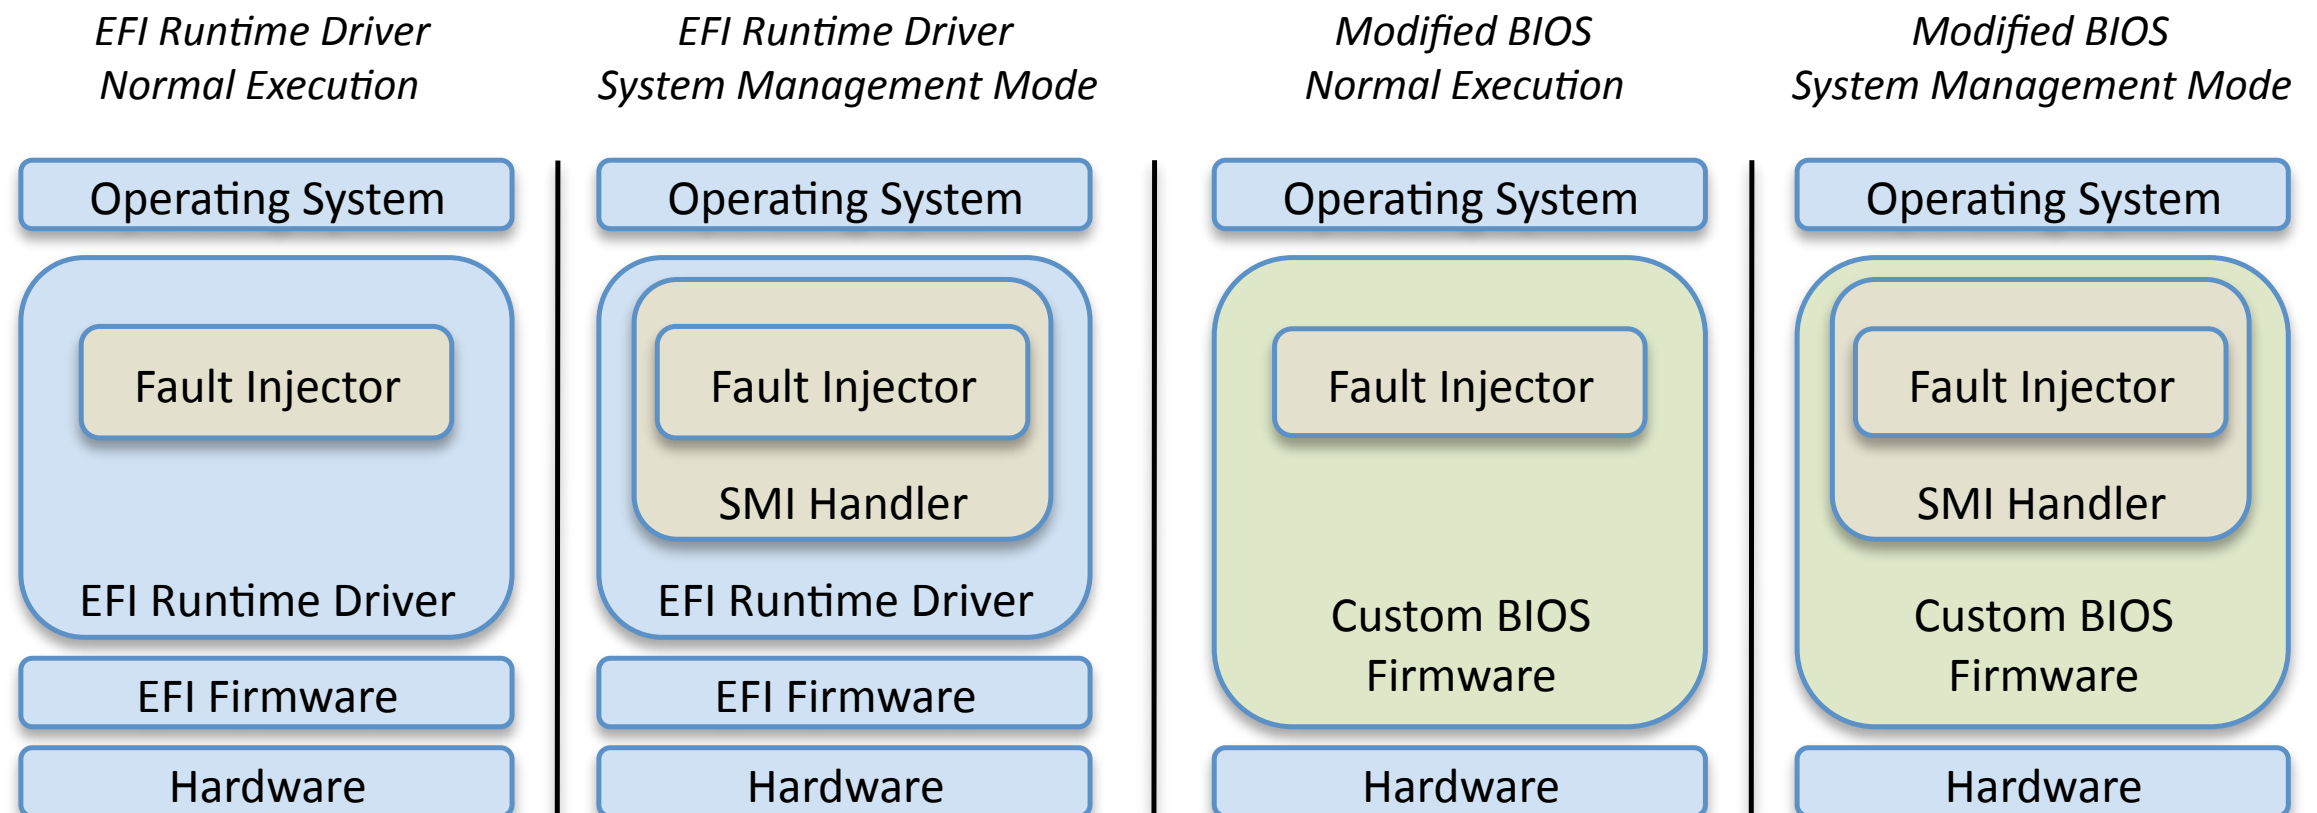 EFI Runtime Driver
Normal Execution
Operating System
Fault Injector
EFI Runtime Driver
EFI Firmware
Hardware
EFI Runtime Driver
System Management Mode
Operating System
Fault Injector
SMI Handler
EFI Runtime Driver
EFI Firmware
Hardware
Modified BIOS
Normal Execution
Operating System
Fault Injector
Custom BIOS
Firmware
Hardware
Modified BIOS
System Management Mode
Operating System
Fault Injector
SMI Handler
Custom BIOS
Firmware
Hardware